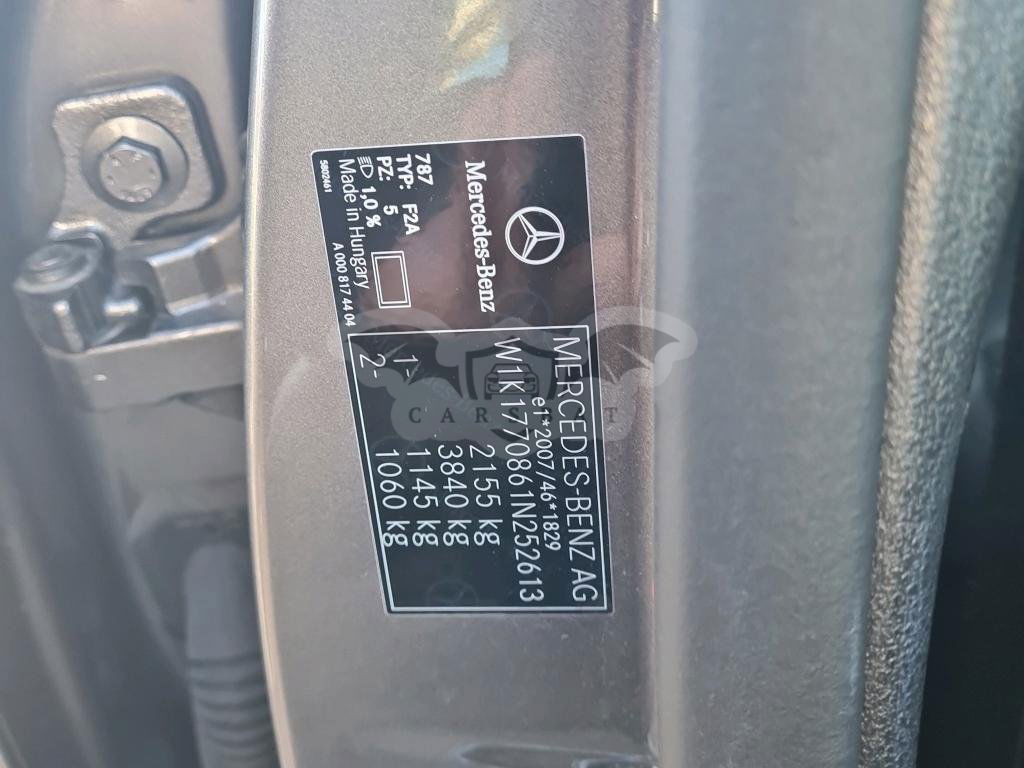 Mercedes-Benz
787
TYP: F2A
PZ: 5
1,0 %
Made in Hungary
A 000 817 44 04
5802461
MERCEDES-BENZ AG
e1*2007/46*1829
W1K1770861N252613
2155 kg
3840 kg
1- 1145 kg
2- 1060 kg
CARS